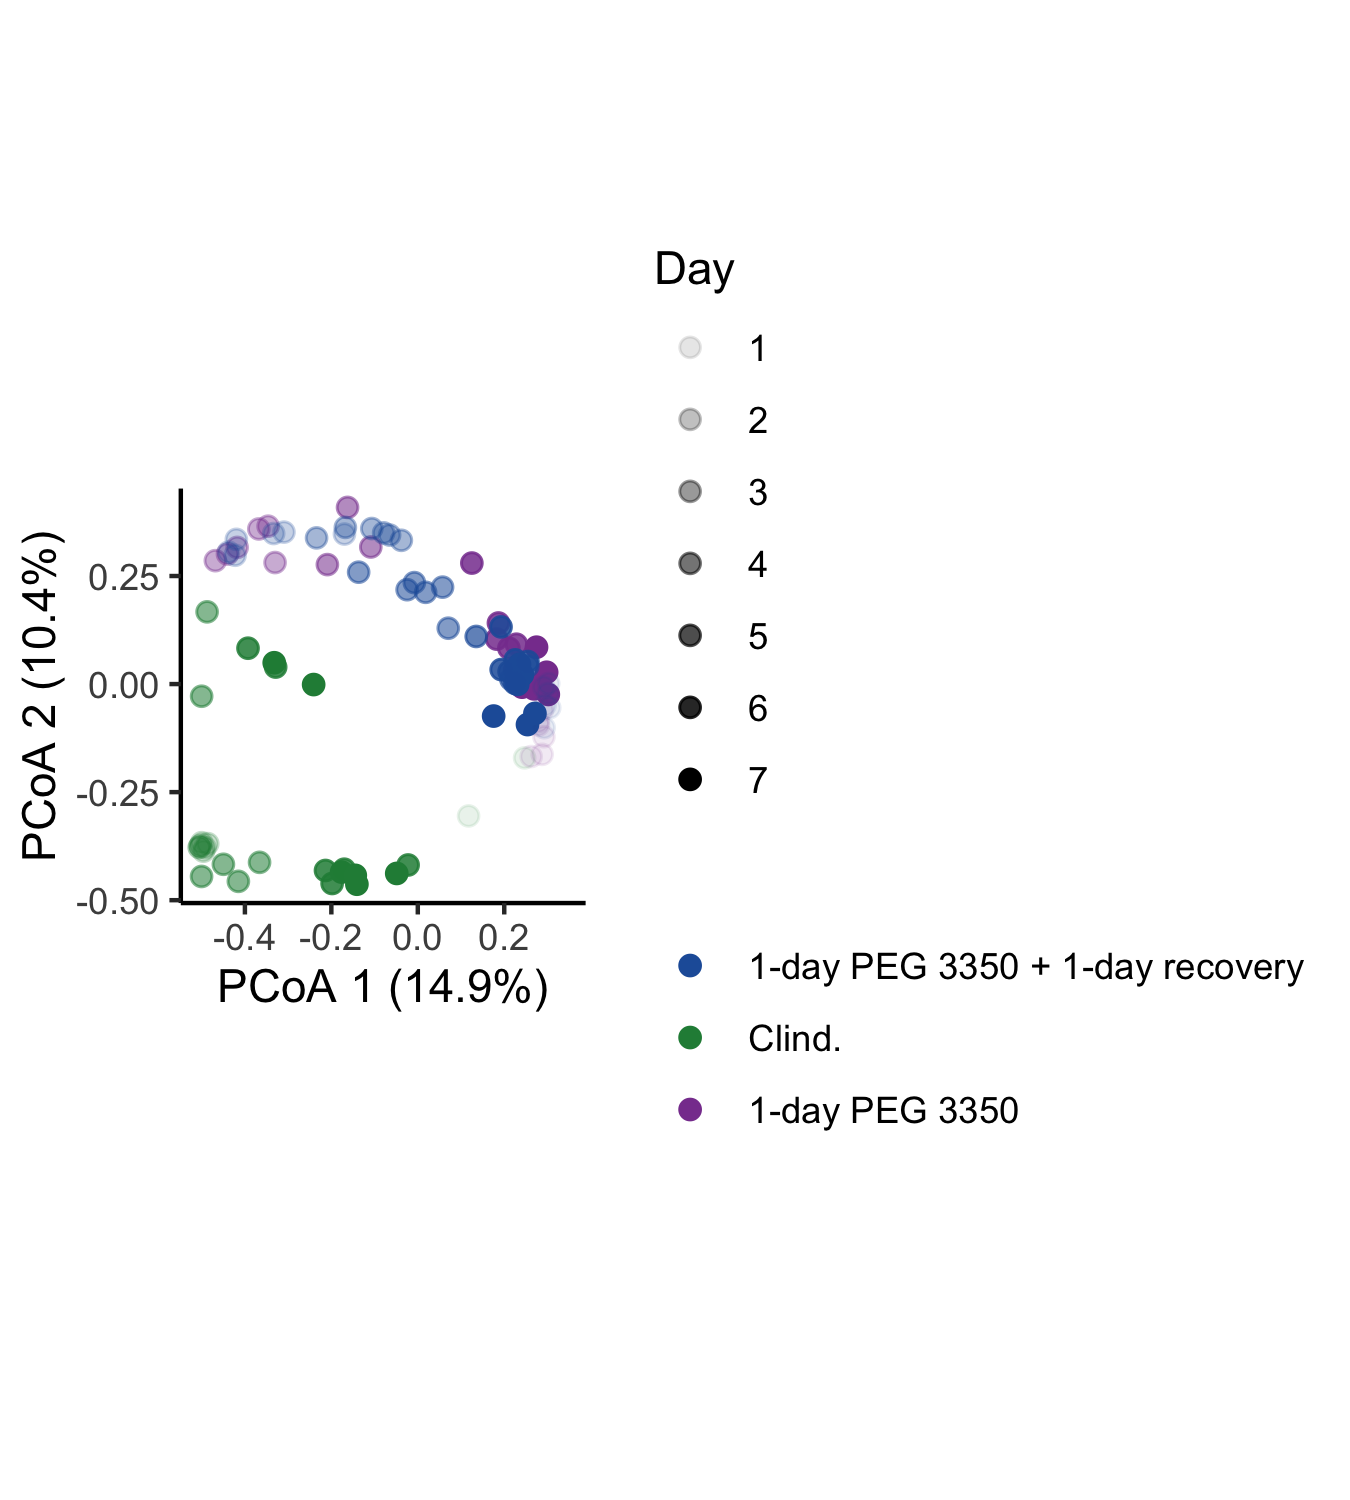 Day
1
2
3
4
5
6
7
PCoA 2 (10.4%)
0.25
0.00
-0.25
-0.50
-0.4 -0.2 0.0 0.2
PCoA 1 (14.9%)
1-day PEG 3350 + 1-day recovery
Clind.
1-day PEG 3350